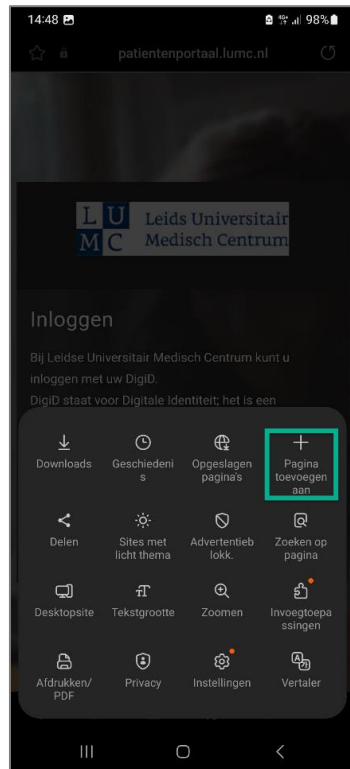 14:48 98%
patientenportaal.lumc.nl
L U Leids Universitair
M C Medisch Centrum
Inloggen
Bij Leidse Universitair Medisch Centrum kunt u
inloggen met uw DigiD.
DigiD staat voor Digitale Identiteit; het is een
Downloads
Geschiedeni
s
Opgeslagen
pagina's
Pagina
toevoegen
aan
Delen
Sites met
licht thema
Advertentieb
lokk.
Zoeken op
pagina
Desktopsite
Tekstgrootte
Zoomen
Invoegtoepa
ssingen
Afdrukken/
PDF
Privacy
Instellingen
Vertaler